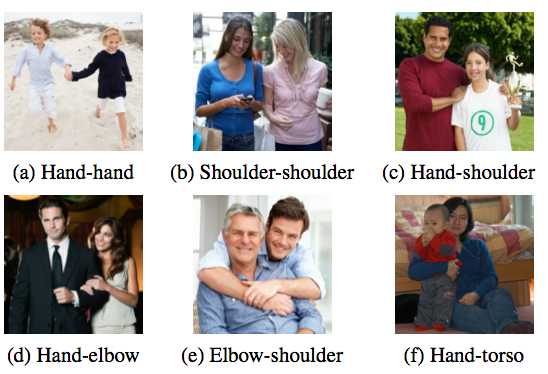 (a) Hand-hand
(b) Shoulder-shoulder
(c) Hand-shoulder
9
(d) Hand-elbow
(e) Elbow-shoulder
(f) Hand-torso